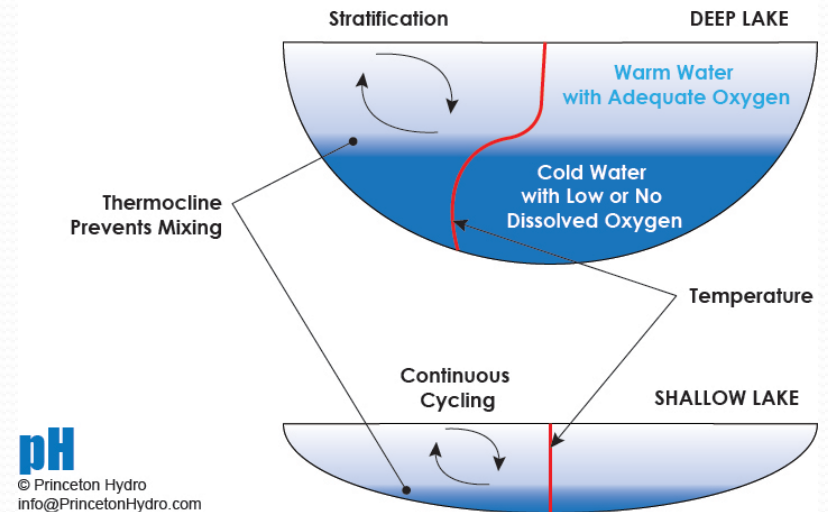 Stratification
DEEP LAKE
Warm Water
with Adequate Oxygen
Cold Water
with Low or No
Dissolved Oxygen
Thermocline
Prevents Mixing
Temperature
Continuous
Cycling
SHALLOW LAKE
pH
© Princeton Hydro
info@PrincetonHydro.com